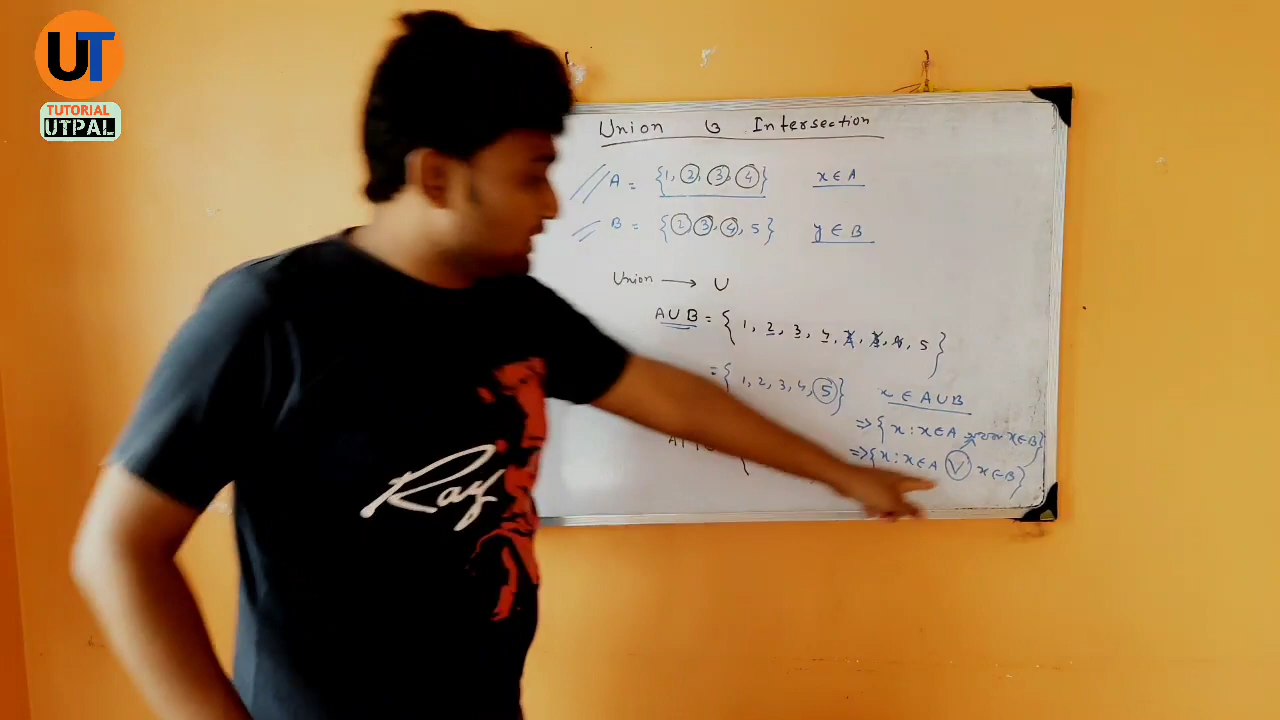 UT
TUTORIAL
UTPAL
Union & Intersection
A = {1, 2, 3, 4} x ∈ A
B = {2, 3, 4, 5} y ∈ B
Union → ∪
A ∪ B = { 1, 2, 3, 4, 2, 3, 4, 5 }
= { 1, 2, 3, 4, 5 } x ∈ A ∪ B
⇒ { x : x ∈ A x ∈ B }
⇒ { x : x ∈ A ∨ x ∈ B }
Ray